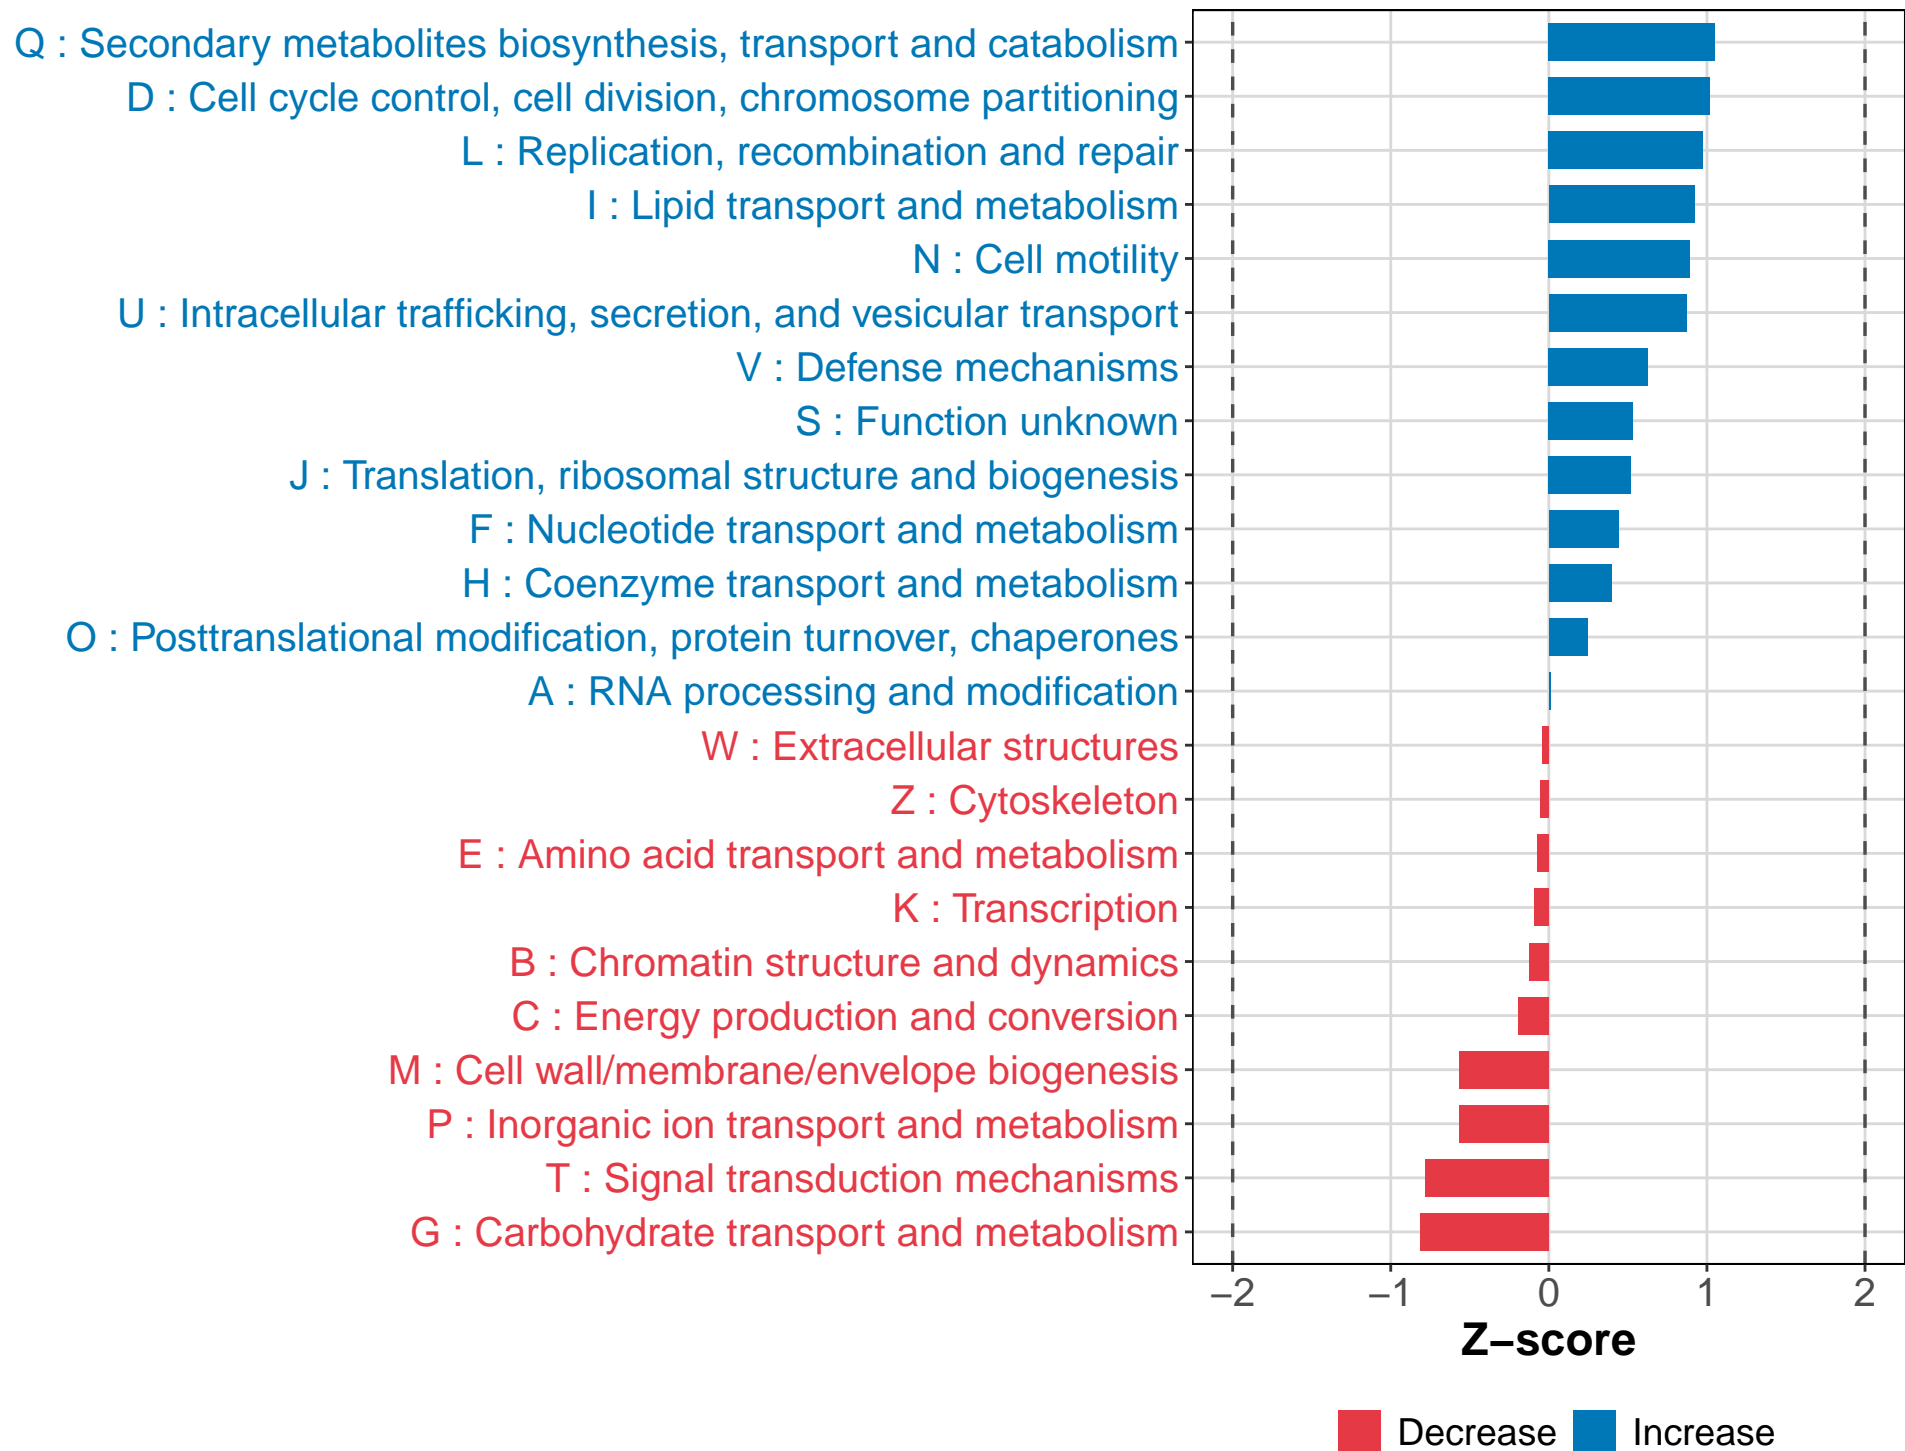 Q : Secondary metabolites biosynthesis, transport and catabolism
D : Cell cycle control, cell division, chromosome partitioning
L : Replication, recombination and repair
I : Lipid transport and metabolism
N : Cell motility
U : Intracellular trafficking, secretion, and vesicular transport
V : Defense mechanisms
S : Function unknown
J : Translation, ribosomal structure and biogenesis
F : Nucleotide transport and metabolism
H : Coenzyme transport and metabolism
O : Posttranslational modification, protein turnover, chaperones
A : RNA processing and modification
W : Extracellular structures
Z : Cytoskeleton
E : Amino acid transport and metabolism
K : Transcription
B : Chromatin structure and dynamics
C : Energy production and conversion
M : Cell wall/membrane/envelope biogenesis
P : Inorganic ion transport and metabolism
T : Signal transduction mechanisms
G : Carbohydrate transport and metabolism
−2 −1 0 1 2
Z−score
Decrease Increase